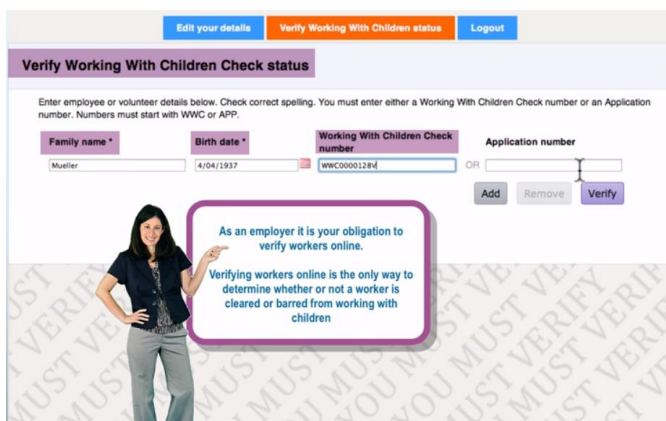 Edit your details
Verify Working With Children status
Logout
Verify Working With Children Check status
Enter employee or volunteer details below. Check correct spelling. You must enter either a Working With Children Check number or an Application
number. Numbers must start with WWC or APP.
Family name *
Birth date *
Working With Children Check
number
Application number
Mueller
4/04/1937
WWC0000128V
OR
Add
Remove
Verify
As an employer it is your obligation to
verify workers online.
Verifying workers online is the only way to
determine whether or not a worker is
cleared or barred from working with
children
YOU MUST VERIFY